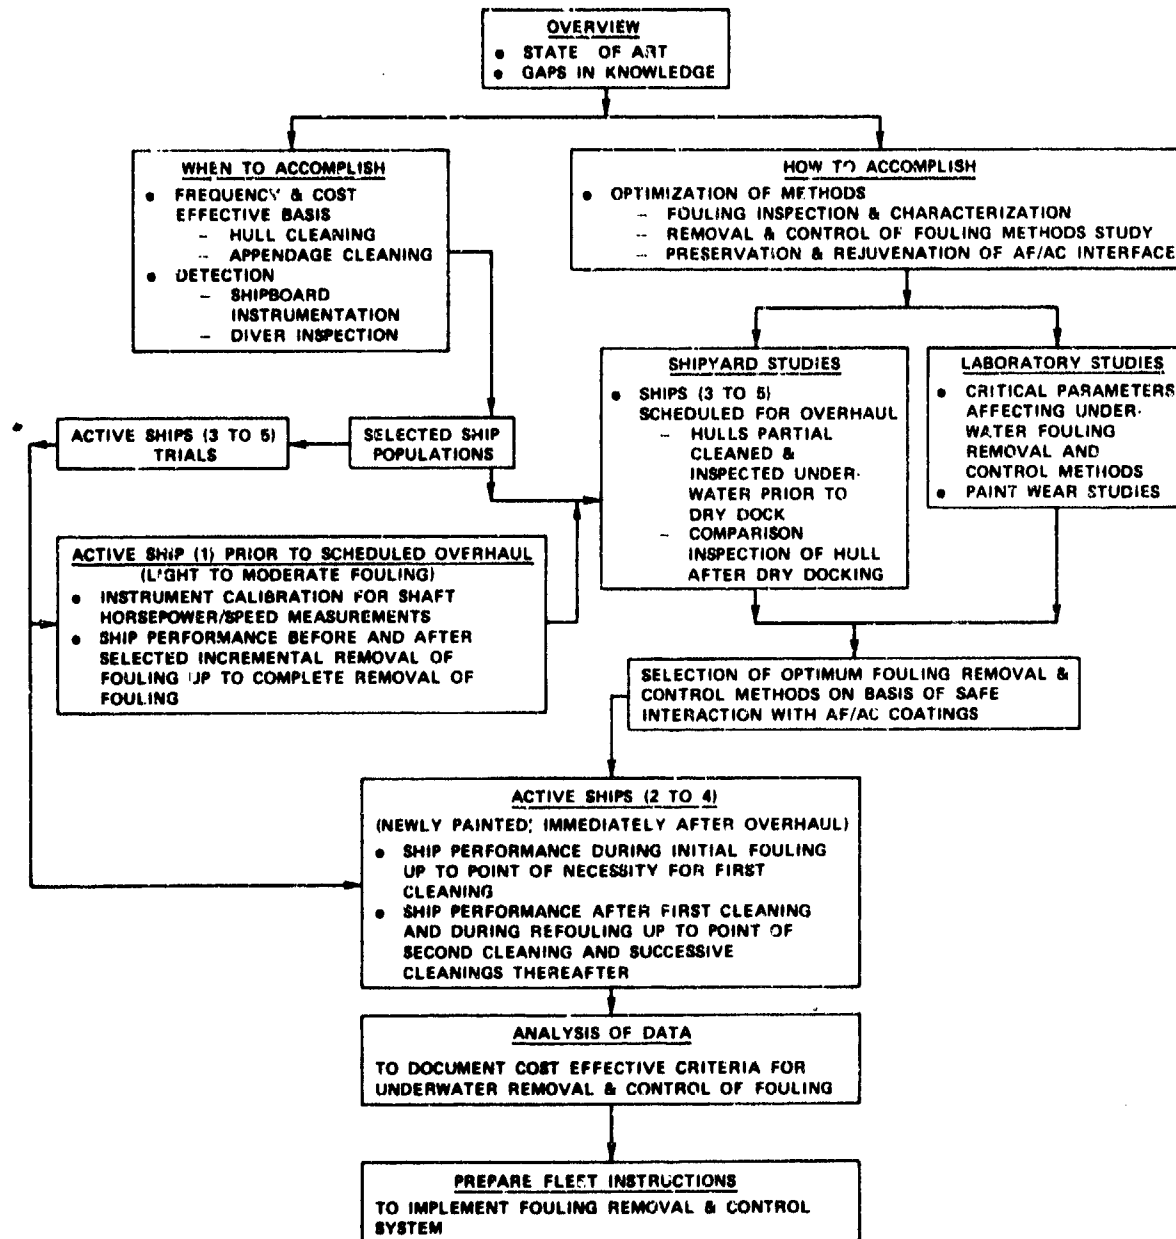 OVERVIEW
• STATE OF ART
• GAPS IN KNOWLEDGE
WHEN TO ACCOMPLISH
• FREQUENCY & COST
EFFECTIVE BASIS
– HULL CLEANING
– APPENDAGE CLEANING
• DETECTION
– SHIPBOARD
INSTRUMENTATION
– DIVER INSPECTION
HOW TO ACCOMPLISH
• OPTIMIZATION OF METHODS
– FOULING INSPECTION & CHARACTERIZATION
– REMOVAL & CONTROL OF FOULING METHODS STUDY
– PRESERVATION & REJUVENATION OF AF/AC INTERFACE
SHIPYARD STUDIES
• SHIPS (3 TO 5)
SCHEDULED FOR OVERHAUL
– HULLS PARTIAL
CLEANED &
INSPECTED UNDER-
WATER PRIOR TO
DRY DOCK
– COMPARISON
INSPECTION OF HULL
AFTER DRY DOCKING
LABORATORY STUDIES
• CRITICAL PARAMETERS
AFFECTING UNDER-
WATER FOULING
REMOVAL AND
CONTROL METHODS
• PAINT WEAR STUDIES
ACTIVE SHIPS (3 TO 5)
TRIALS
SELECTED SHIP
POPULATIONS
ACTIVE SHIP (1) PRIOR TO SCHEDULED OVERHAUL
(LIGHT TO MODERATE FOULING)
• INSTRUMENT CALIBRATION FOR SHAFT
HORSEPOWER/SPEED MEASUREMENTS
• SHIP PERFORMANCE BEFORE AND AFTER
SELECTED INCREMENTAL REMOVAL OF
FOULING UP TO COMPLETE REMOVAL OF
FOULING
SELECTION OF OPTIMUM FOULING REMOVAL &
CONTROL METHODS ON BASIS OF SAFE
INTERACTION WITH AF/AC COATINGS
ACTIVE SHIPS (2 TO 4)
(NEWLY PAINTED; IMMEDIATELY AFTER OVERHAUL)
• SHIP PERFORMANCE DURING INITIAL FOULING
UP TO POINT OF NECESSITY FOR FIRST
CLEANING
• SHIP PERFORMANCE AFTER FIRST CLEANING
AND DURING REFOULING UP TO POINT OF
SECOND CLEANING AND SUCCESSIVE
CLEANINGS THEREAFTER
ANALYSIS OF DATA
TO DOCUMENT COST EFFECTIVE CRITERIA FOR
UNDERWATER REMOVAL & CONTROL OF FOULING
PREPARE FLEET INSTRUCTIONS
TO IMPLEMENT FOULING REMOVAL & CONTROL
SYSTEM